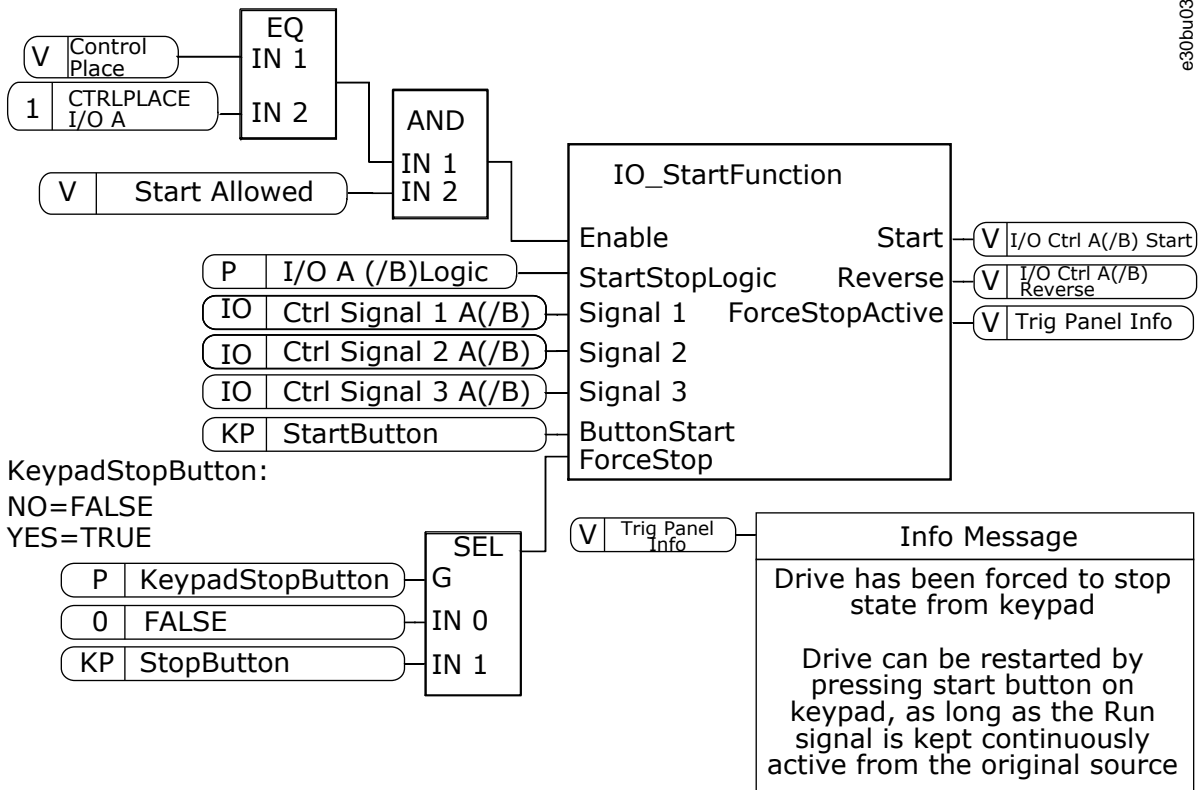 e30bu03
EQ
V Control Place
IN 1
1 CTRLPLACE I/O A
IN 2
AND
IN 1
V Start Allowed
IN 2
IO_StartFunction
Enable
Start
V I/O Ctrl A(/B) Start
P I/O A (/B)Logic
StartStopLogic
Reverse
V I/O Ctrl A(/B) Reverse
IO Ctrl Signal 1 A(/B)
Signal 1
ForceStopActive
V Trig Panel Info
IO Ctrl Signal 2 A(/B)
Signal 2
IO Ctrl Signal 3 A(/B)
Signal 3
KP StartButton
ButtonStart
ForceStop
KeypadStopButton:
NO=FALSE
YES=TRUE
SEL
P KeypadStopButton
G
0 FALSE
IN 0
KP StopButton
IN 1
V Trig Panel Info
Info Message
Drive has been forced to stop
state from keypad
Drive can be restarted by
pressing start button on
keypad, as long as the Run
signal is kept continuously
active from the original source